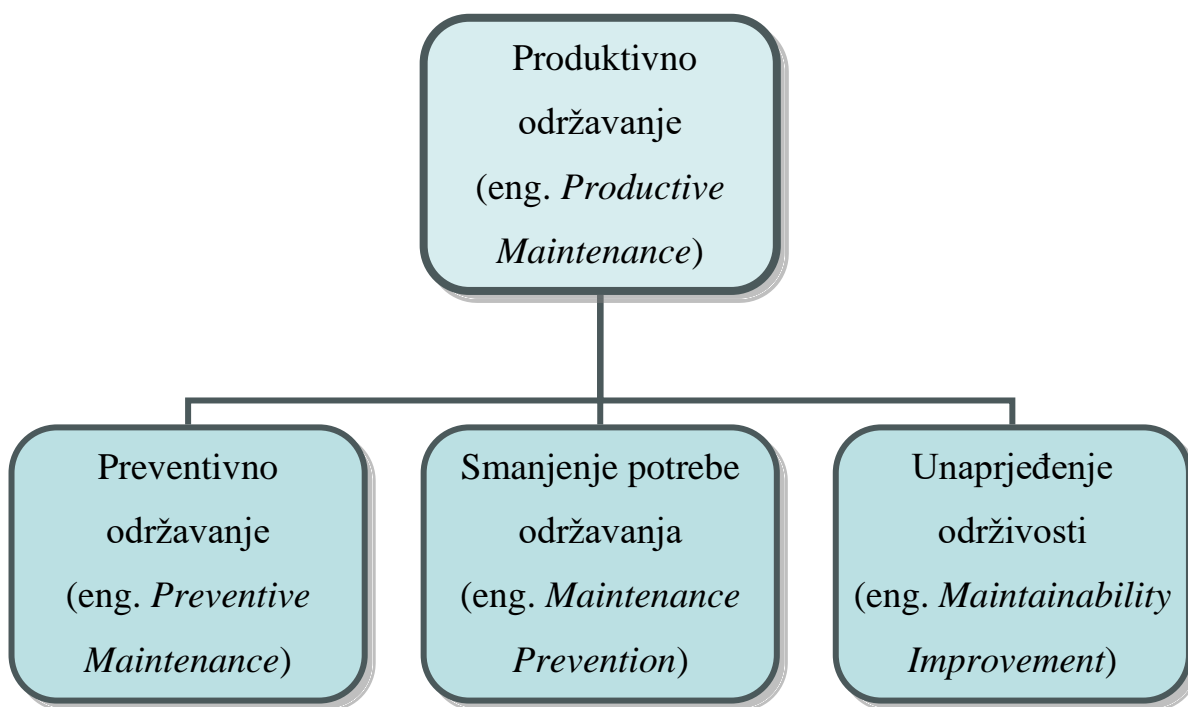 Produktivno
održavanje
(eng. Productive
Maintenance)
Preventivno
održavanje
(eng. Preventive
Maintenance)
Smanjenje potrebe
održavanja
(eng. Maintenance
Prevention)
Unaprjeđenje
održivosti
(eng. Maintainability
Improvement)